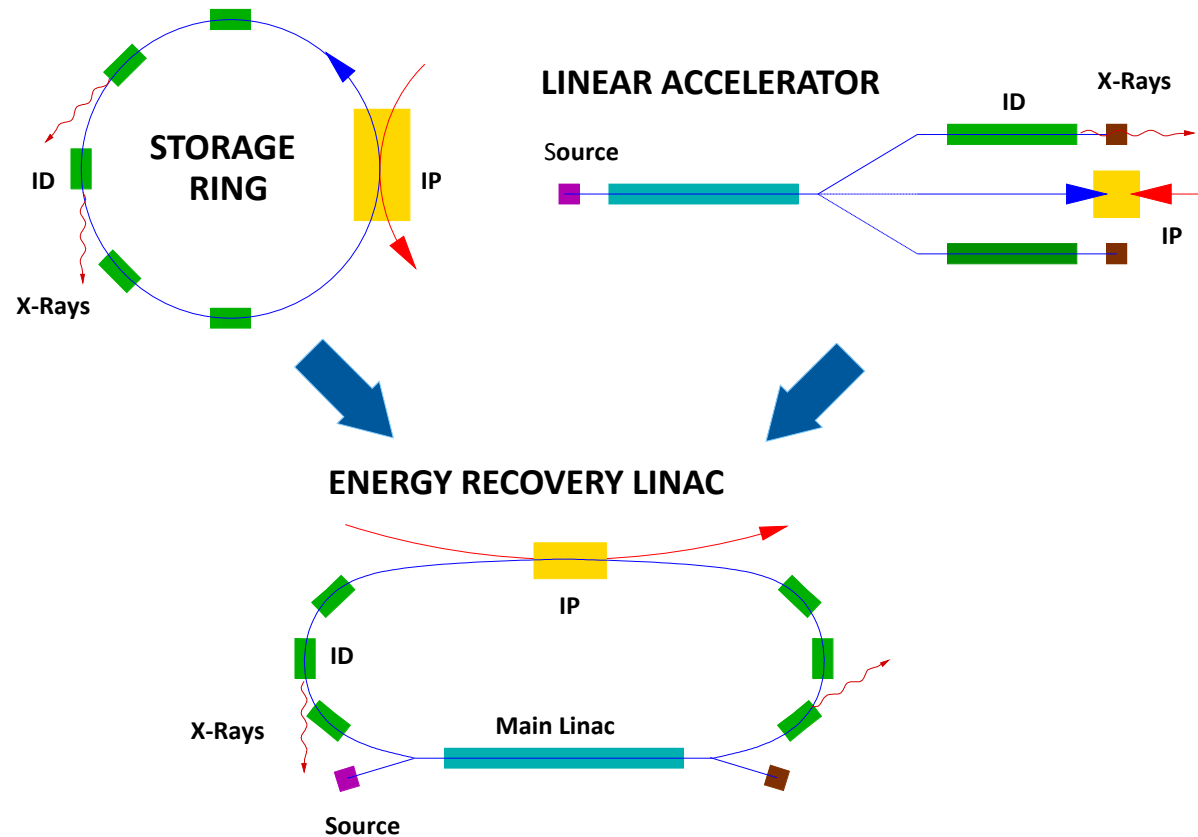 STORAGE
RING
ID
IP
X-Rays
LINEAR ACCELERATOR
X-Rays
ID
Source
IP
ENERGY RECOVERY LINAC
IP
ID
X-Rays
Main Linac
Source